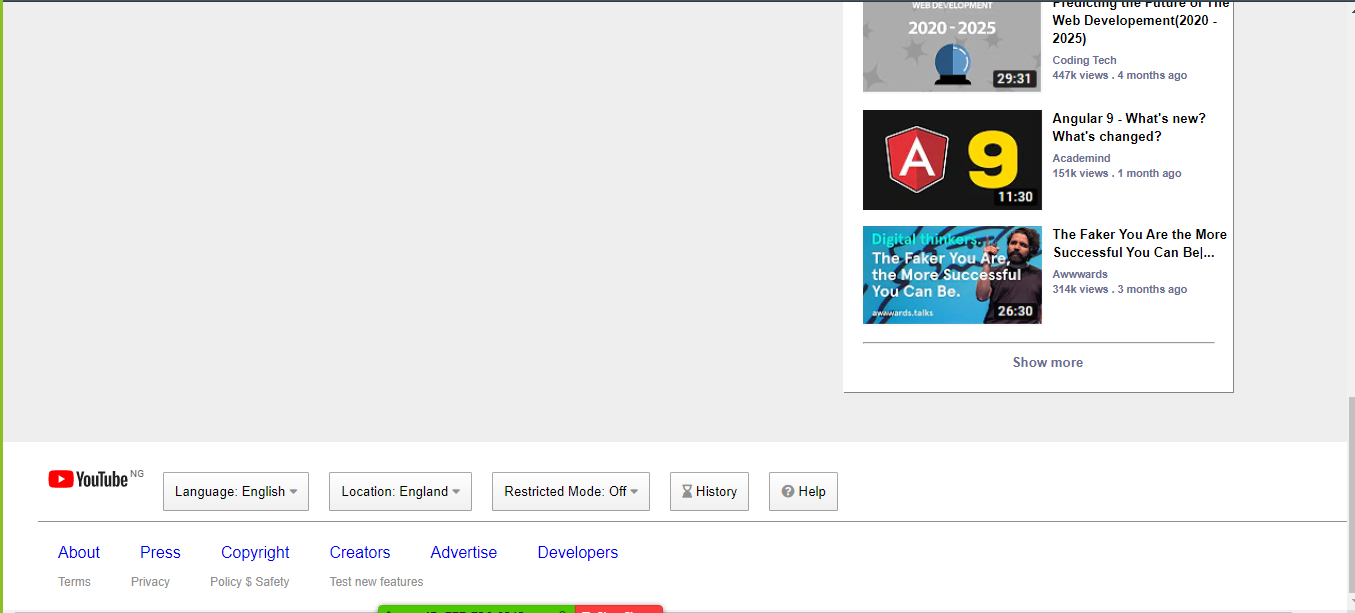 WEB DEVELOPMENT
2020 - 2025
29:31
Predicting the Future of The
Web Developement(2020 -
2025)
Coding Tech
447k views . 4 months ago
A 9
11:30
Angular 9 - What's new?
What's changed?
Academind
151k views . 1 month ago
Digital thinkers.
The Faker You Are,
the More Successful
You Can Be.
awwwards.talks
26:30
The Faker You Are the More
Successful You Can Be|...
Awwwards
314k views . 3 months ago
Show more
YouTube NG
Language: English
Location: England
Restricted Mode: Off
History
? Help
About Press Copyright Creators Advertise Developers
Terms Privacy Policy $ Safety Test new features